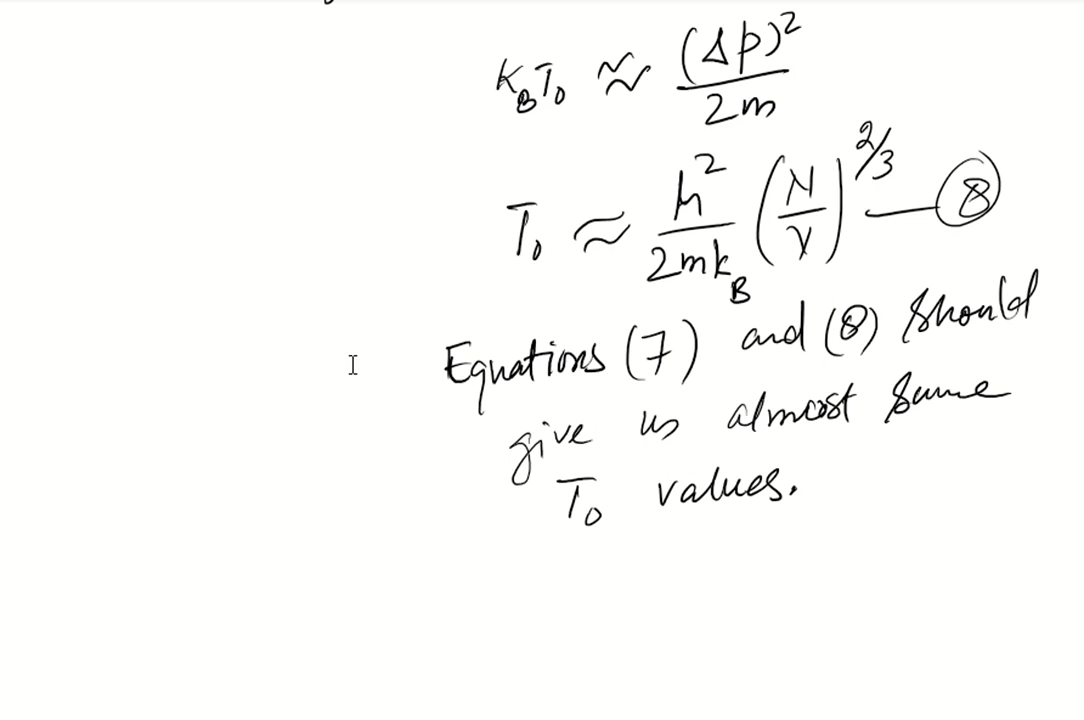 K_B T_0 ≈ (Δp)² / 2m
T_0 ≈ h² / 2mk_B (N/V)^{2/3} — ⑧
Equations (7) and (8) should
give us almost same
T_0 values.